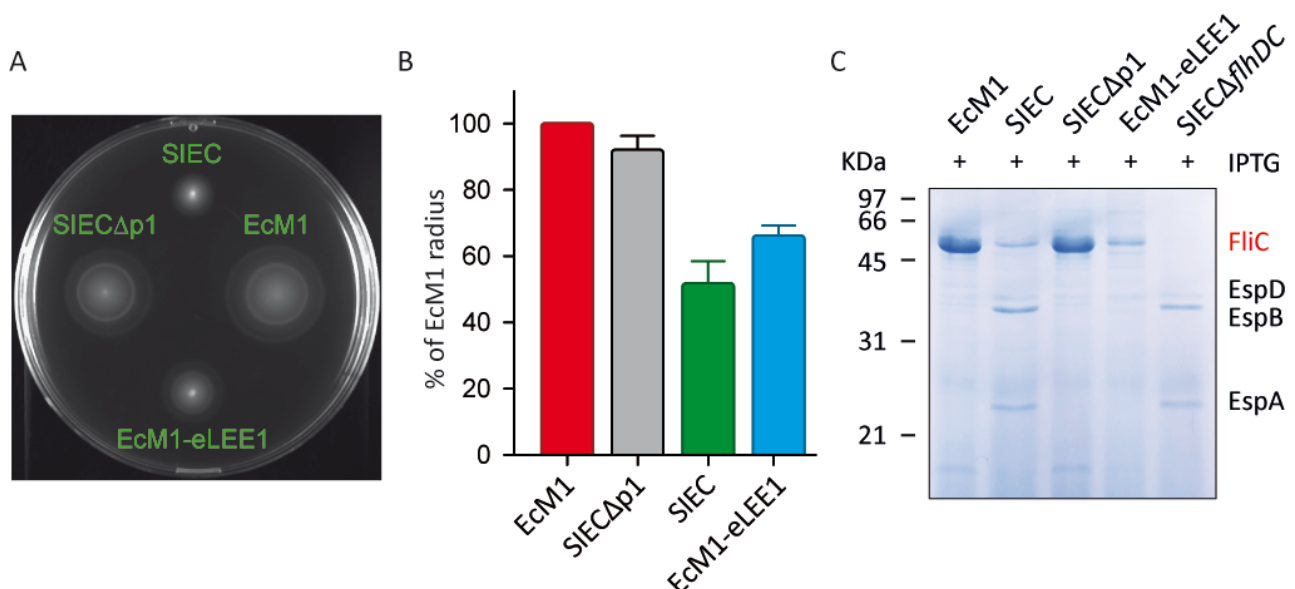 A
SIEC
SIECΔp1
EcM1
EcM1-eLEE1
B
% of EcM1 radius
100
80
60
40
20
0
EcM1
SIECΔp1
SIEC
EcM1-eLEE1
C
EcM1
SIEC
SIECΔp1
EcM1-eLEE1
SIECΔflhDC
KDa + + + + + IPTG
97
66
FliC
45
EspD
EspB
31
EspA
21